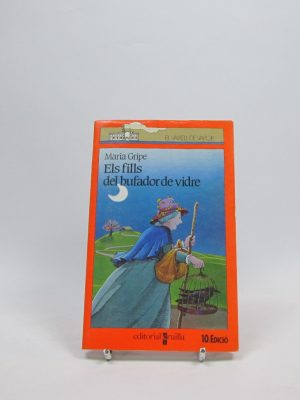 EL VAIXELL DE VAPOR
Maria Gripe
Els fills
del bufador de vidre
editorial cruïlla
10.EDICIÓ